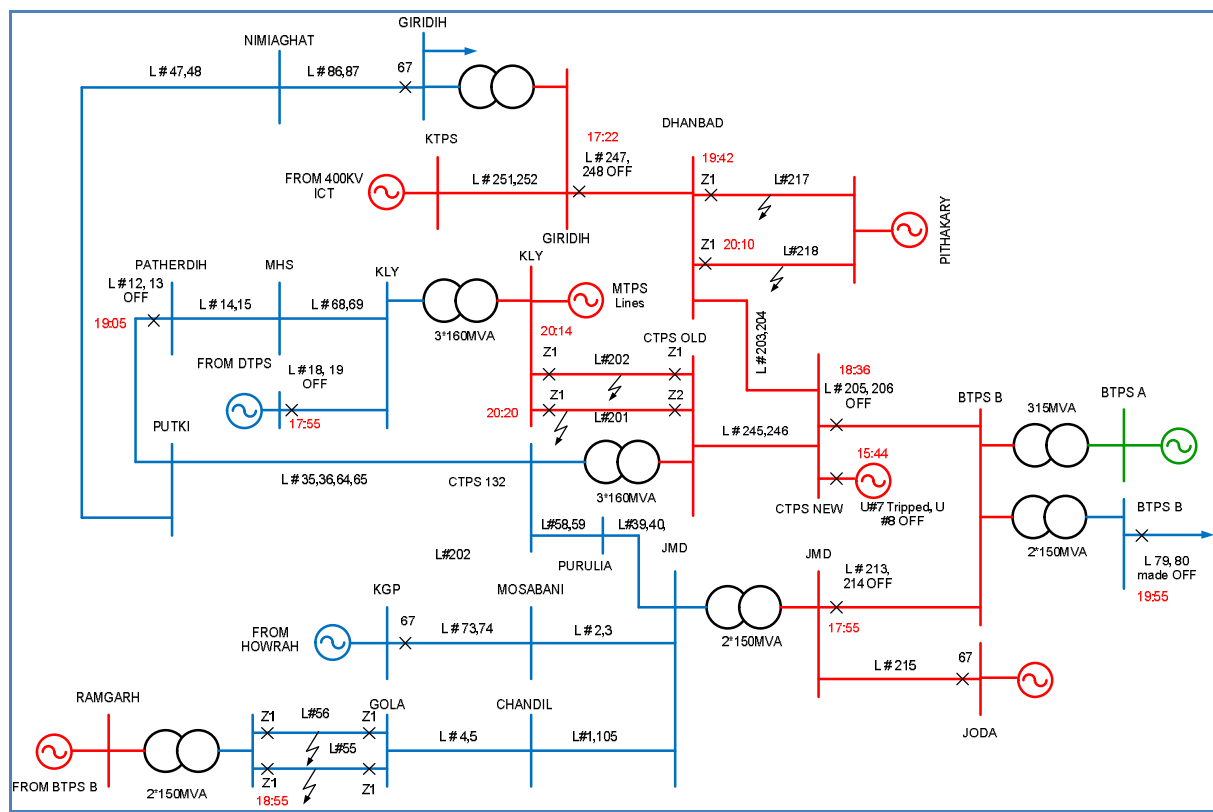 GIRIDIH
NIMIAGHAT
L # 47,48
L # 86,87
67
DHANBAD
17:22
KTPS
L # 247,
248 OFF
19:42
FROM 400KV
ICT
L # 251,252
Z1
L#217
GIRIDIH
PITHAKARY
Z1
20:10
L#218
KLY
PATHERDIH
MHS
KLY
L # 12, 13
OFF
L # 14,15
L # 68,69
MTPS
Lines
19:05
3*160MVA
20:14
CTPS OLD
L # 203,204
FROM DTPS
L # 18, 19
OFF
Z1
L#202
Z1
18:36
L # 205, 206
OFF
BTPS B
315MVA
BTPS A
Z1
Z2
17:55
20:20
L#201
PUTKI
L # 245,246
15:44
L # 35,36,64,65
CTPS 132
3*160MVA
CTPS NEW
U#7 Tripped, U
#8 OFF
BTPS B
L#58,59
L#39,40,
2*150MVA
L 79, 80
made OFF
L#202
PURULIA
JMD
JMD
L # 213,
214 OFF
19:55
KGP
MOSABANI
FROM
HOWRAH
67
L # 73,74
L # 2,3
2*150MVA
17:55
L # 215
67
RAMGARH
Z1
L#56
Z1
GOLA
CHANDIL
L#55
L # 4,5
L#1,105
JODA
FROM BTPS B
2*150MVA
Z1
18:55
Z1